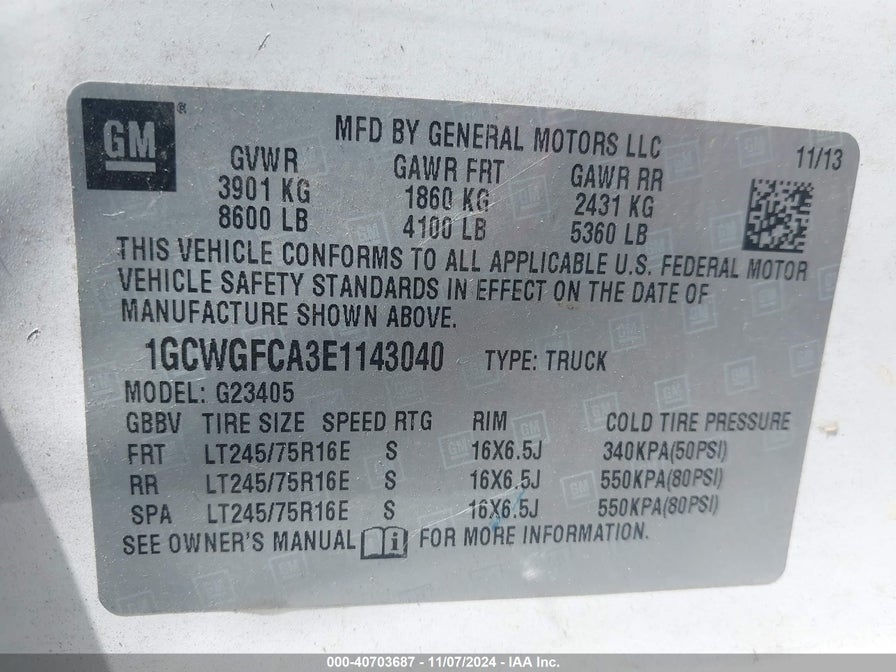 GM®
MFD BY GENERAL MOTORS LLC
11/13
GVWR GAWR FRT GAWR RR
3901 KG 1860 KG 2431 KG
8600 LB 4100 LB 5360 LB
THIS VEHICLE CONFORMS TO ALL APPLICABLE U.S. FEDERAL MOTOR
VEHICLE SAFETY STANDARDS IN EFFECT ON THE DATE OF
MANUFACTURE SHOWN ABOVE.
1GCWGFCA3E1143040 TYPE: TRUCK
MODEL: G23405
GBBV TIRE SIZE SPEED RTG RIM COLD TIRE PRESSURE
FRT LT245/75R16E S 16X6.5J 340KPA(50PSI)
RR LT245/75R16E S 16X6.5J 550KPA(80PSI)
SPA LT245/75R16E S 16X6.5J 550KPA(80PSI)
SEE OWNER'S MANUAL i FOR MORE INFORMATION.
000-40703687 - 11/07/2024 - IAA Inc.